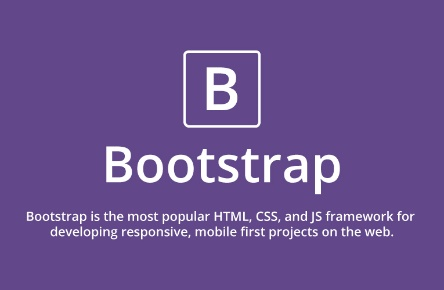 B
Bootstrap
Bootstrap is the most popular HTML, CSS, and JS framework for
developing responsive, mobile first projects on the web.